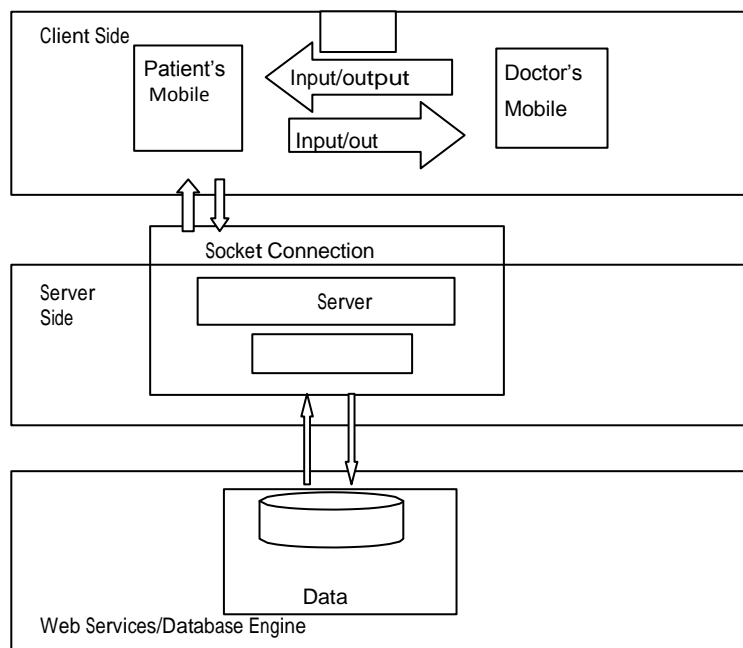 Client Side
Patient's
Mobile
Input/output
Input/out
Doctor's
Mobile
Socket Connection
Server
Side
Server
Data
Web Services/Database Engine